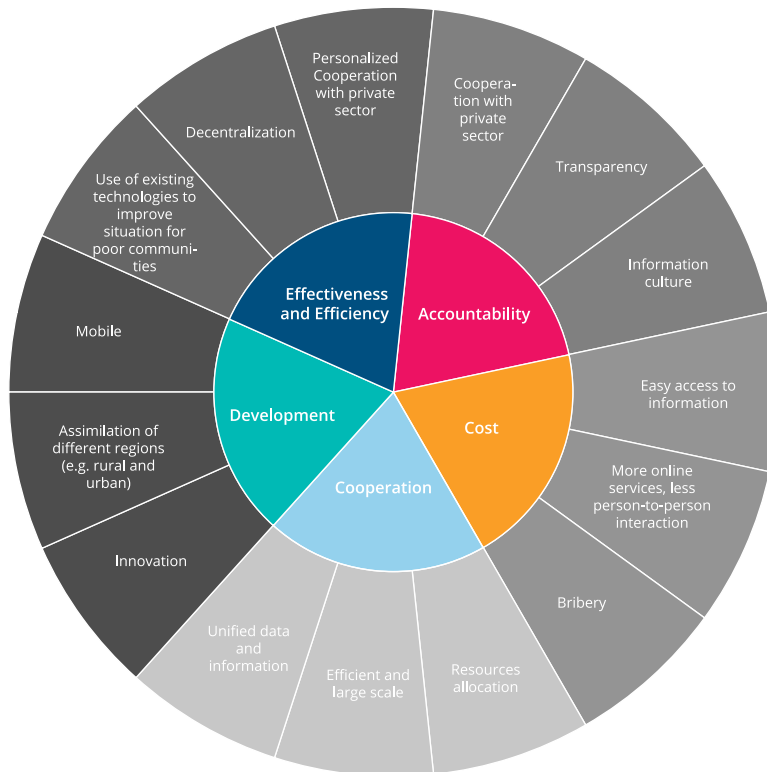 Personalized
Cooperation
with private
sector
Coopera-
tion with
private
sector
Decentralization
Transparency
Use of existing
technologies to
improve
situation for
poor communi-
ties
Information
culture
Effectiveness
and Efficiency
Accountability
Mobile
Easy access to
information
Development
Cost
Assimilation of
different regions
(e.g. rural and
urban)
More online
services, less
person-to-person
interaction
Cooperation
Innovation
Bribery
Unified data
and
information
Efficient and
large scale
Resources
allocation